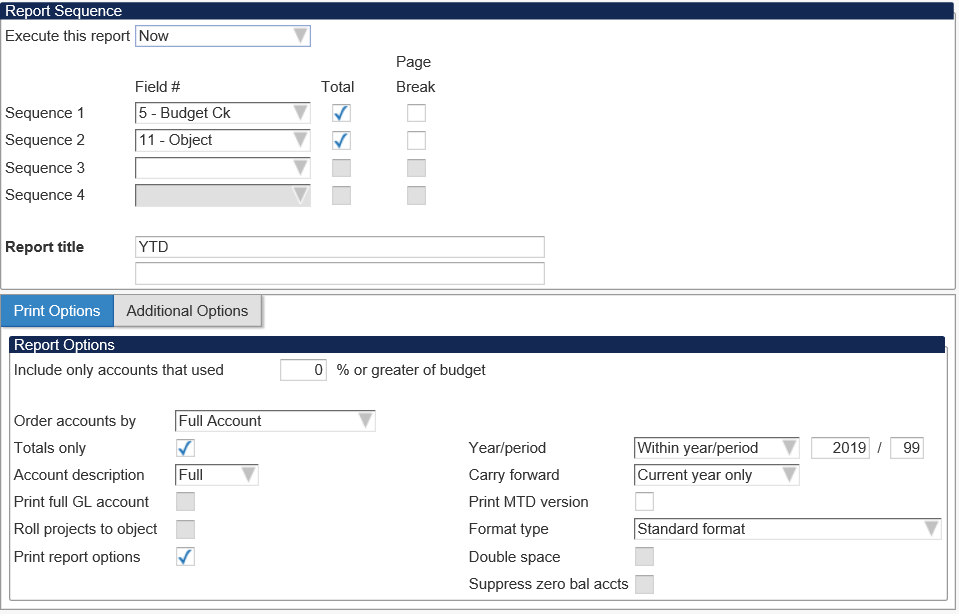 Report Sequence
Execute this report Now
Page
Field # Total Break
Sequence 1 5 - Budget Ck
Sequence 2 11 - Object
Sequence 3
Sequence 4
Report title YTD
Print Options Additional Options
Report Options
Include only accounts that used 0 % or greater of budget
Order accounts by Full Account
Totals only Year/period Within year/period 2019 / 99
Account description Full Carry forward Current year only
Print full GL account Print MTD version
Roll projects to object Format type Standard format
Print report options Double space
Suppress zero bal accts